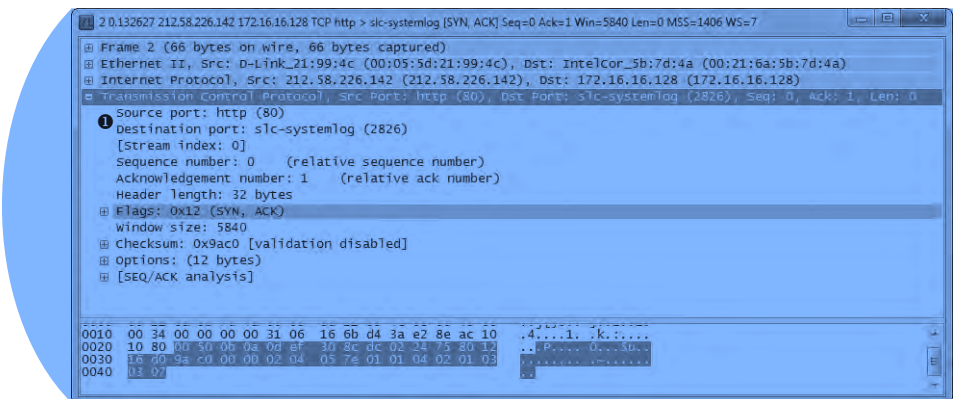 2 0.132627 212.58.226.142 172.16.16.128 TCP http > slc-systemlog [SYN, ACK] Seq=0 Ack=1 Win=5840 Len=0 MSS=1406 WS=7
Frame 2 (66 bytes on wire, 66 bytes captured)
Ethernet II, Src: D-Link_21:99:4c (00:05:5d:21:99:4c), Dst: IntelCor_5b:7d:4a (00:21:6a:5b:7d:4a)
Internet Protocol, Src: 212.58.226.142 (212.58.226.142), Dst: 172.16.16.128 (172.16.16.128)
Transmission Control Protocol, Src Port: http (80), Dst Port: slc-systemlog (2826), Seq: 0, Ack: 1, Len: 0
Source port: http (80)
❶
Destination port: slc-systemlog (2826)
[Stream index: 0]
Sequence number: 0 (relative sequence number)
Acknowledgement number: 1 (relative ack number)
Header length: 32 bytes
Flags: 0x12 (SYN, ACK)
Window size: 5840
Checksum: 0x9ac0 [validation disabled]
Options: (12 bytes)
[SEQ/ACK analysis]
0010 00 34 00 00 00 00 31 06 16 6b d4 3a e2 8e ac 10 .4....1. .k.:....
0020 10 80 00 50 0b 0a 0d ef 30 8c dc 02 24 75 80 12 ...P.... 0...$u..
0030 16 d0 9a c0 00 00 02 04 05 7e 01 01 04 02 01 03 ........ .~......
0040 03 07 ..